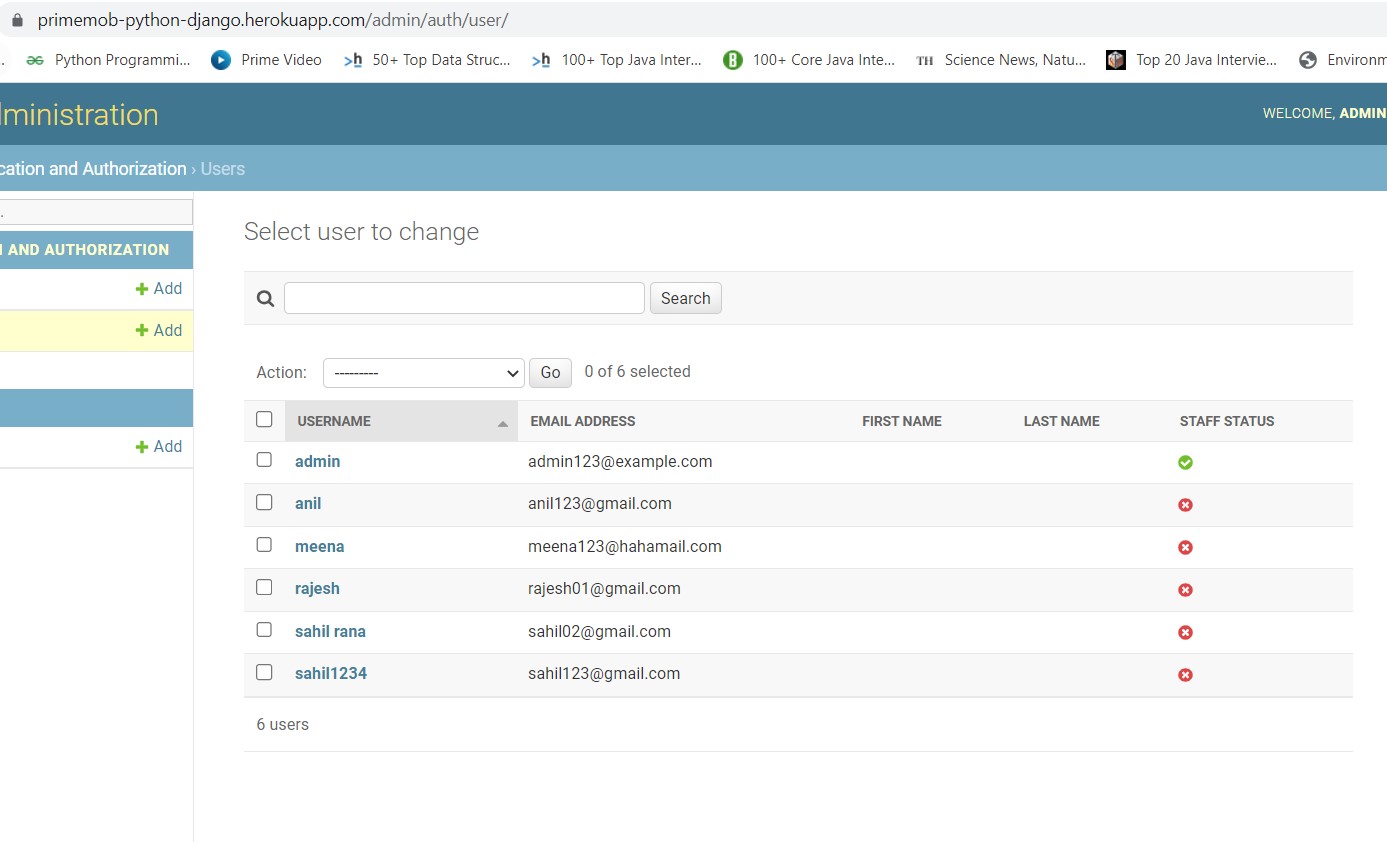 primemob-python-django.herokuapp.com/admin/auth/user/
Python Programmi... Prime Video 50+ Top Data Struc... 100+ Top Java Inter... 100+ Core Java Inte... TH Science News, Natu... Top 20 Java Intervie... Environm
ministration WELCOME, ADMIN
cation and Authorization › Users
Select user to change
AND AUTHORIZATION
Add
Add
Add
Search
Action: --------- Go 0 of 6 selected
USERNAME EMAIL ADDRESS FIRST NAME LAST NAME STAFF STATUS
admin admin123@example.com
anil anil123@gmail.com
meena meena123@hahamail.com
rajesh rajesh01@gmail.com
sahil rana sahil02@gmail.com
sahil1234 sahil123@gmail.com
6 users